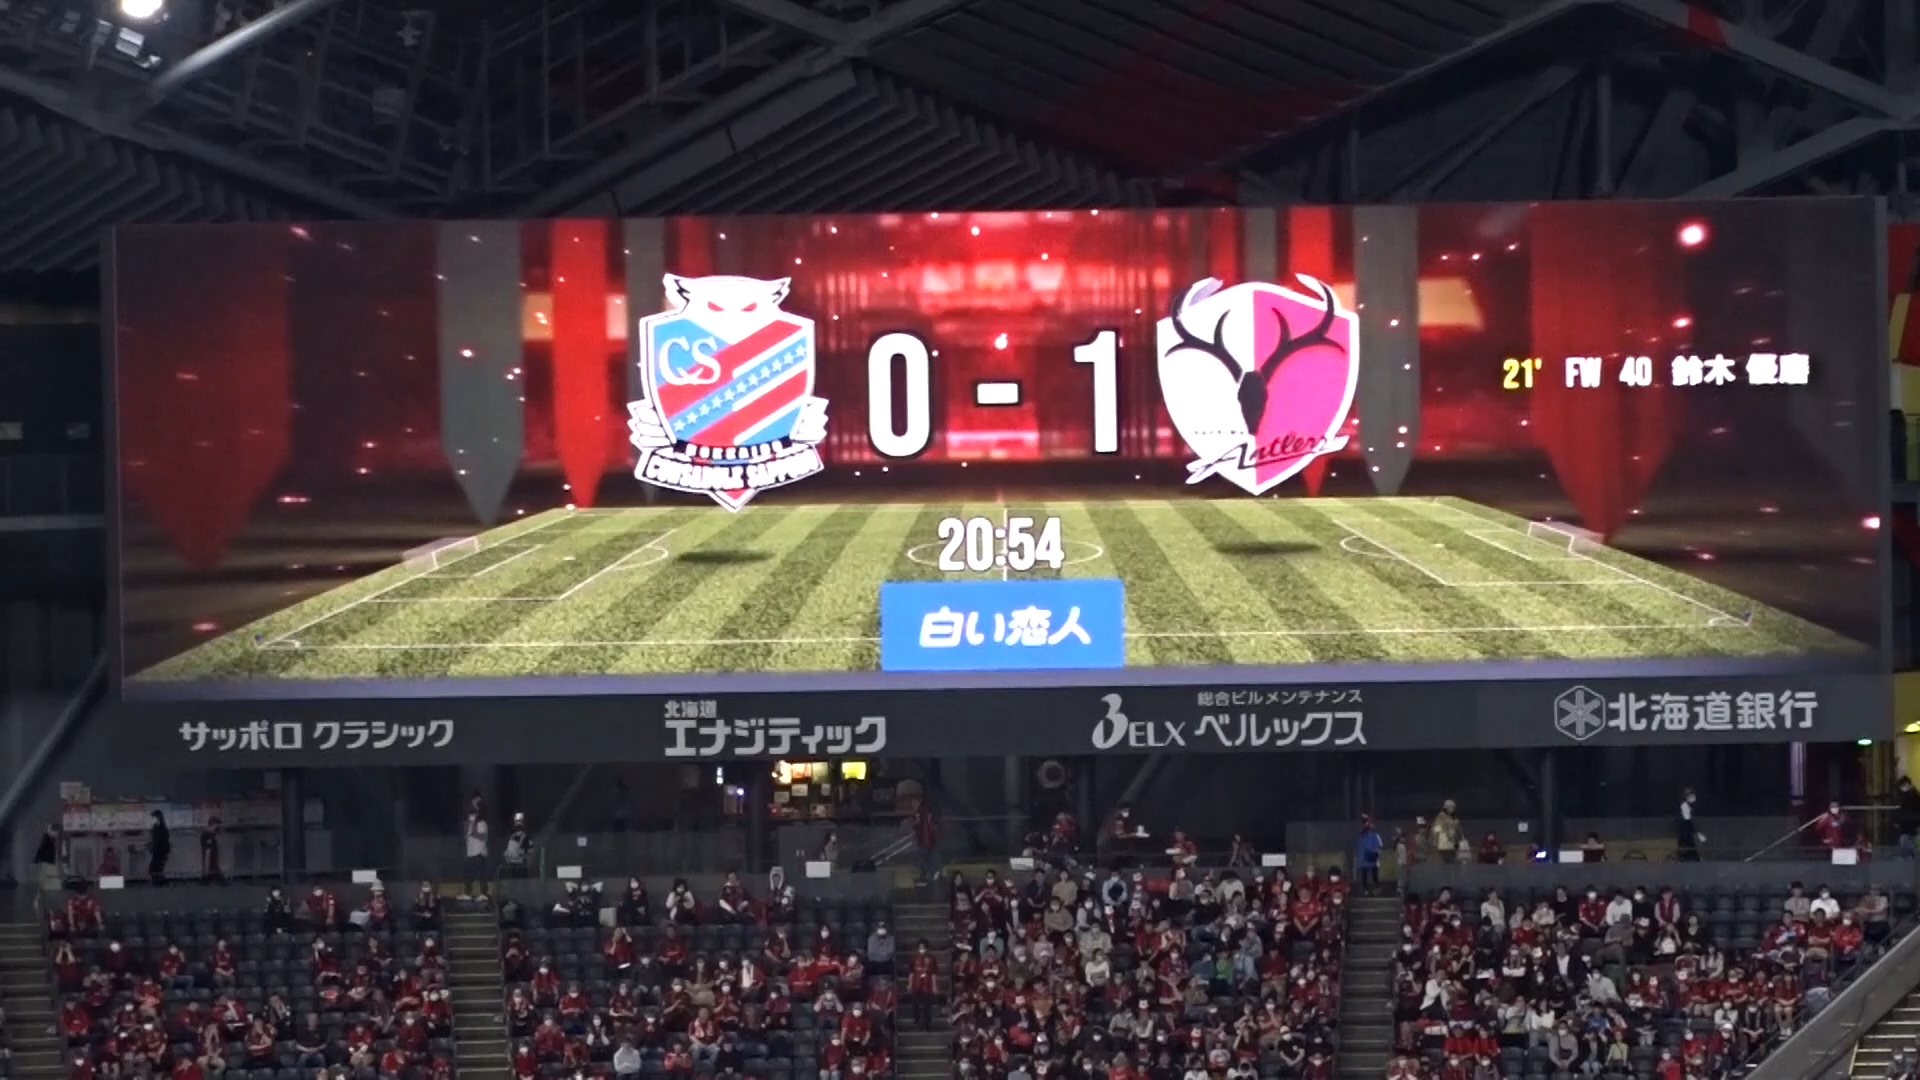 CS
HOKKAIDO
CONSADOLE SAPPORO
0 - 1
Antlers
21' FW 40 鈴木 優磨
20:54
白い恋人
サッポロ クラシック
北海道
エナジティック
BELX
総合ビルメンテナンス
ベルックス
北海道銀行